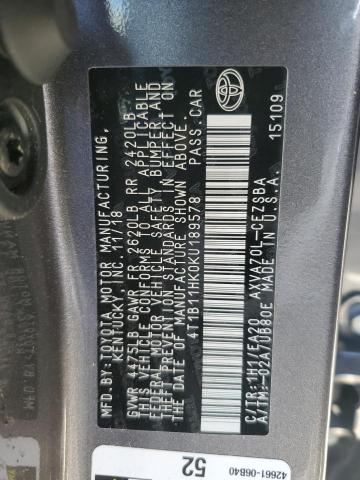 MFD.BY: TOYOTA MOTOR MANUFACTURING,
KENTUCKY, INC. 11/18
GVWR 4475LB GAWR FR 2620LB RR 2420LB
THIS VEHICLE CONFORMS TO ALL APPLICABLE
FEDERAL MOTOR VEHICLE SAFETY, BUMPER, AND
THEFT PREVENTION STANDARDS IN EFFECT ON
THE DATE OF MANUFACTURE SHOWN ABOVE.
4T1B11HK0KU189578 PASS.CAR
C/TR:1H1/EA20 AXVA70L-CEZSBA
A/TM:-02A/UB80E MADE IN U.S.A. 15109
42661-06B40
52